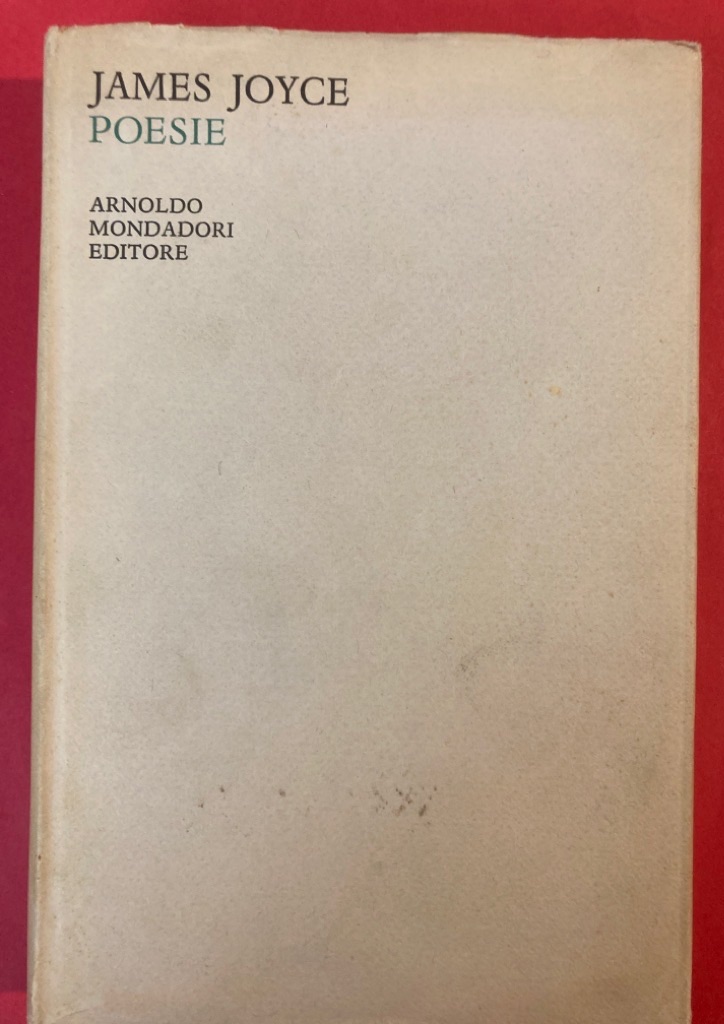 JAMES JOYCE
POESIE
ARNOLDO
MONDADORI
EDITORE